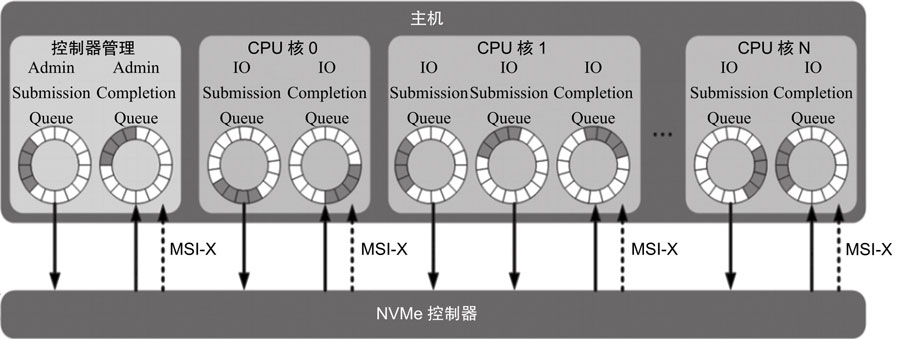 主机
控制器管理
Admin Admin
Submission Completion
Queue Queue
CPU 核 0
IO IO
Submission Completion
Queue Queue
CPU 核 1
IO IO IO
Submission Submission Completion
Queue Queue Queue
...
CPU 核 N
IO IO
Submission Completion
Queue Queue
MSI-X
MSI-X
MSI-X
MSI-X
NVMe 控制器